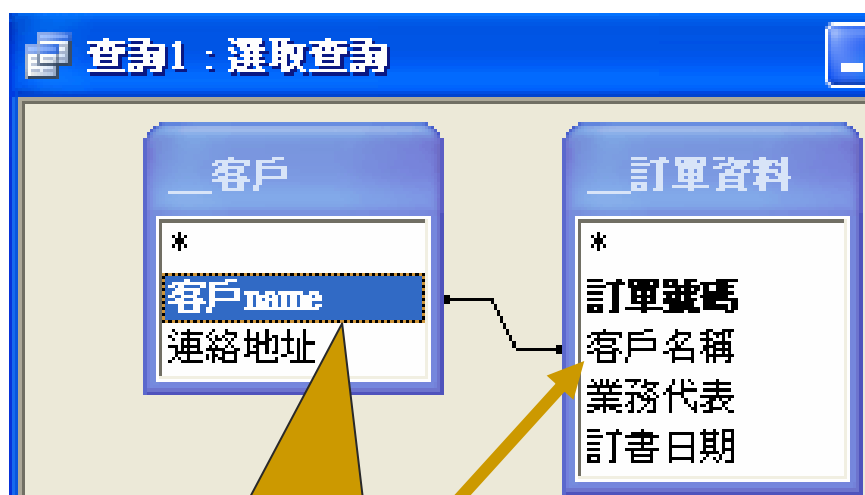 查詢1：選取查詢
__客戶
*
客戶name
連絡地址
__訂單資料
*
訂單號碼
客戶名稱
業務代表
訂書日期